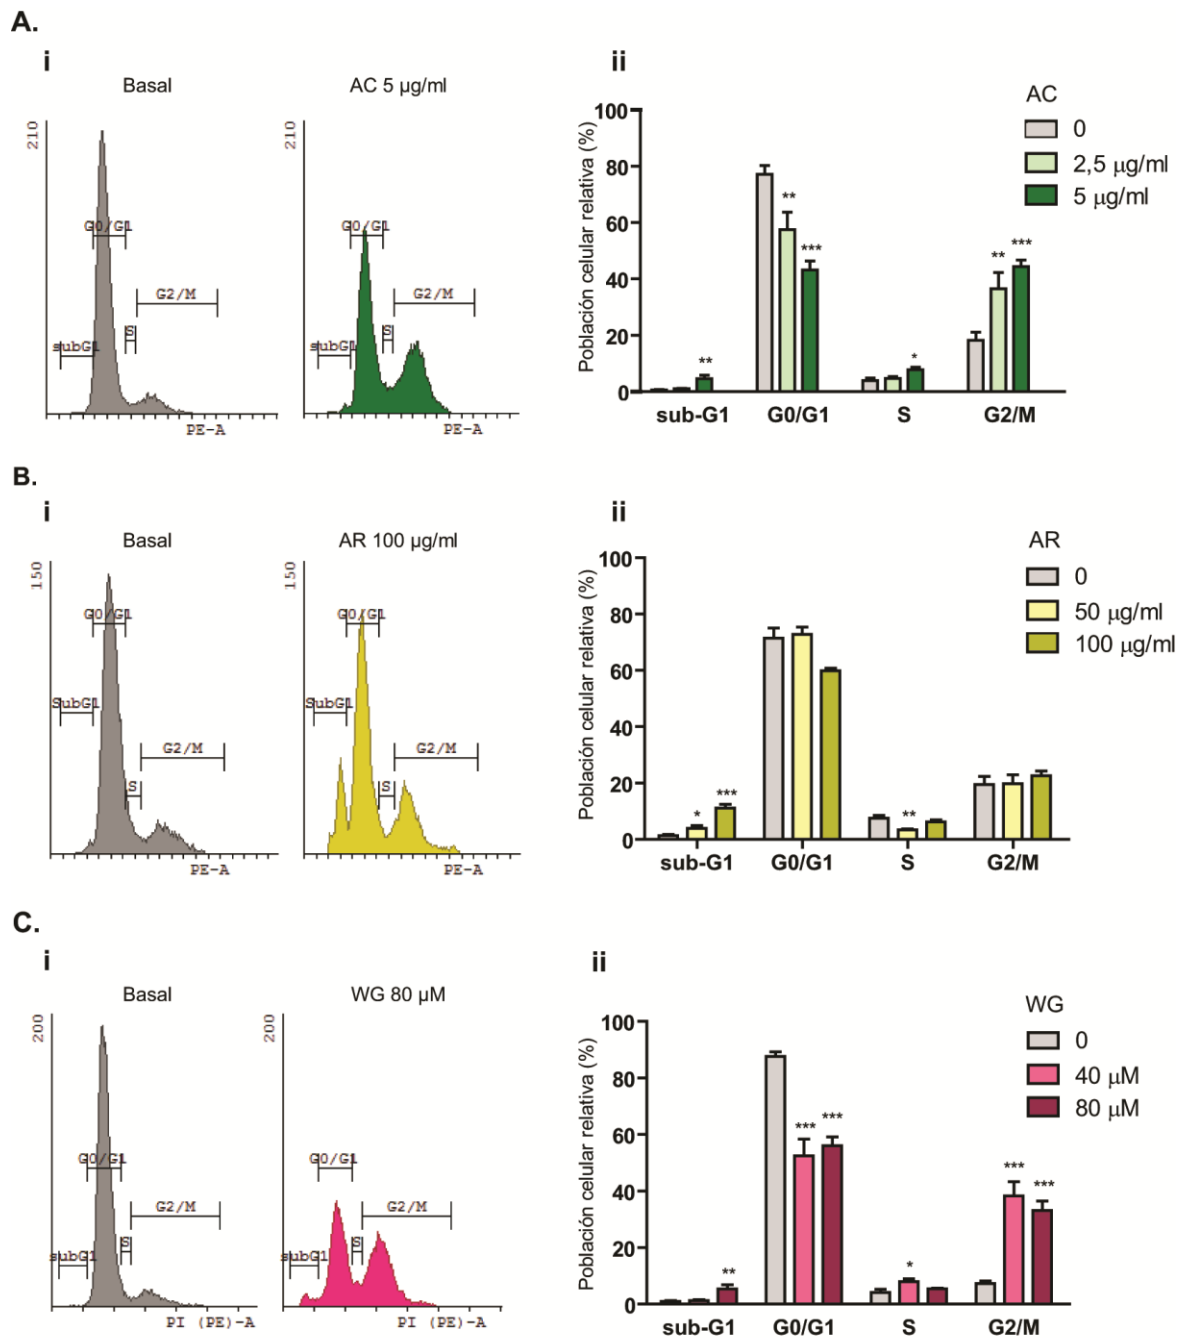 A.
i
ii
Basal
AC 5 µg/ml
210
G0/G1
G2/M
S
subG1
PE-A
210
G0/G1
G2/M
S
subG1
PE-A
Población celular relativa (%)
100
80
60
40
20
0
AC
0
2,5 µg/ml
5 µg/ml
**
**
***
*
**
***
sub-G1 G0/G1 S G2/M
B.
i
ii
Basal
AR 100 µg/ml
150
G0/G1
SubG1
G2/M
S
PE-A
150
G0/G1
SubG1
G2/M
S
PE-A
Población celular relativa (%)
100
80
60
40
20
0
AR
0
50 µg/ml
100 µg/ml
*
***
**
sub-G1 G0/G1 S G2/M
C.
i
ii
Basal
WG 80 µM
200
G0/G1
G2/M
S
subG1
PI (PE)-A
200
G0/G1
G2/M
S
subG1
PI (PE)-A
Población celular relativa (%)
100
80
60
40
20
0
WG
0
40 µM
80 µM
**
***
***
*
***
***
sub-G1 G0/G1 S G2/M